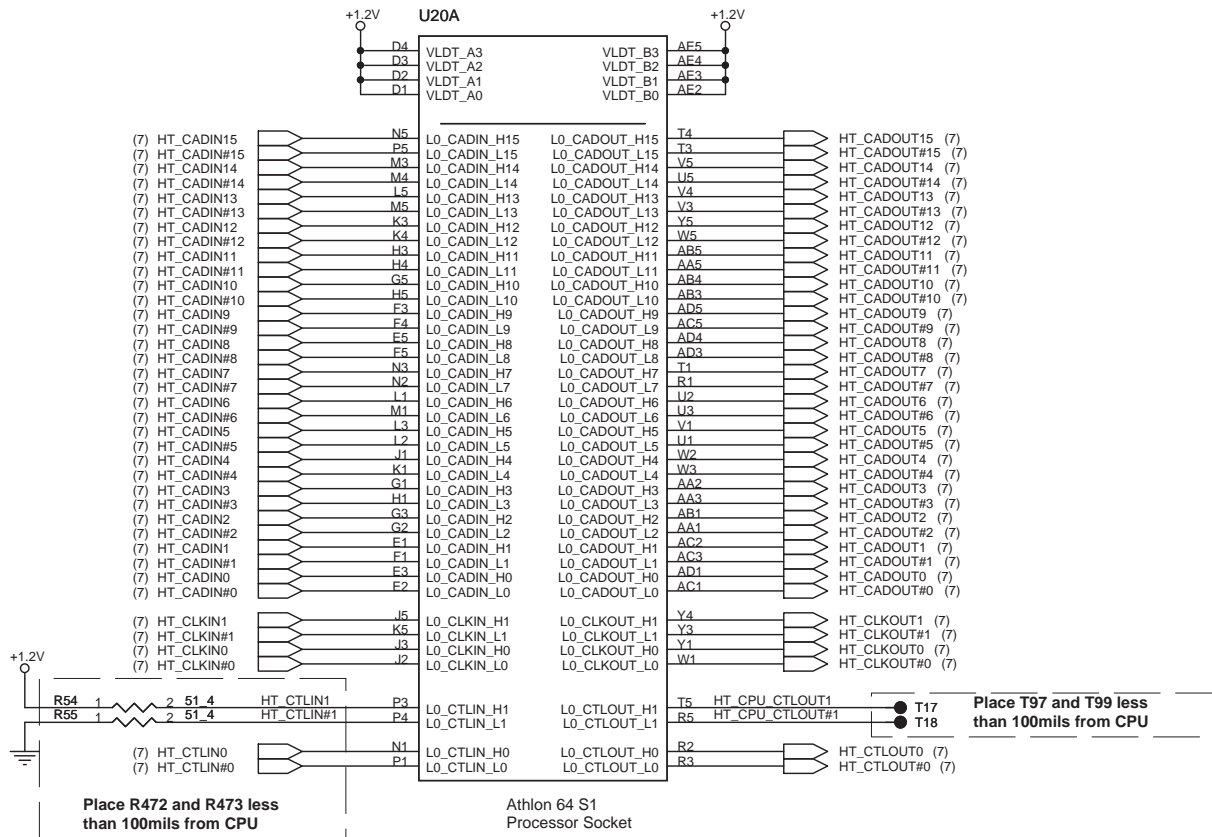 +1.2V U20A +1.2V
D4 VLDT_A3 VLDT_B3 AE5
D3 VLDT_A2 VLDT_B2 AE4
D2 VLDT_A1 VLDT_B1 AE3
D1 VLDT_A0 VLDT_B0 AE2
(7) HT_CADIN15 N5 L0_CADIN_H15 L0_CADOUT_H15 T4 HT_CADOUT15 (7)
(7) HT_CADIN#15 P5 L0_CADIN_L15 L0_CADOUT_L15 T3 HT_CADOUT#15 (7)
(7) HT_CADIN14 M3 L0_CADIN_H14 L0_CADOUT_H14 V5 HT_CADOUT14 (7)
(7) HT_CADIN#14 M4 L0_CADIN_L14 L0_CADOUT_L14 U5 HT_CADOUT#14 (7)
(7) HT_CADIN13 L5 L0_CADIN_H13 L0_CADOUT_H13 V4 HT_CADOUT13 (7)
(7) HT_CADIN#13 M5 L0_CADIN_L13 L0_CADOUT_L13 V3 HT_CADOUT#13 (7)
(7) HT_CADIN12 K3 L0_CADIN_H12 L0_CADOUT_H12 Y5 HT_CADOUT12 (7)
(7) HT_CADIN#12 K4 L0_CADIN_L12 L0_CADOUT_L12 W5 HT_CADOUT#12 (7)
(7) HT_CADIN11 H3 L0_CADIN_H11 L0_CADOUT_H11 AB5 HT_CADOUT11 (7)
(7) HT_CADIN#11 H4 L0_CADIN_L11 L0_CADOUT_L11 AA5 HT_CADOUT#11 (7)
(7) HT_CADIN10 G5 L0_CADIN_H10 L0_CADOUT_H10 AB4 HT_CADOUT10 (7)
(7) HT_CADIN#10 H5 L0_CADIN_L10 L0_CADOUT_L10 AB3 HT_CADOUT#10 (7)
(7) HT_CADIN9 F3 L0_CADIN_H9 L0_CADOUT_H9 AD5 HT_CADOUT9 (7)
(7) HT_CADIN#9 F4 L0_CADIN_L9 L0_CADOUT_L9 AC5 HT_CADOUT#9 (7)
(7) HT_CADIN8 E5 L0_CADIN_H8 L0_CADOUT_H8 AD4 HT_CADOUT8 (7)
(7) HT_CADIN#8 F5 L0_CADIN_L8 L0_CADOUT_L8 AD3 HT_CADOUT#8 (7)
(7) HT_CADIN7 N3 L0_CADIN_H7 L0_CADOUT_H7 T1 HT_CADOUT7 (7)
(7) HT_CADIN#7 N2 L0_CADIN_L7 L0_CADOUT_L7 R1 HT_CADOUT#7 (7)
(7) HT_CADIN6 L1 L0_CADIN_H6 L0_CADOUT_H6 U2 HT_CADOUT6 (7)
(7) HT_CADIN#6 M1 L0_CADIN_L6 L0_CADOUT_L6 U3 HT_CADOUT#6 (7)
(7) HT_CADIN5 L3 L0_CADIN_H5 L0_CADOUT_H5 V1 HT_CADOUT5 (7)
(7) HT_CADIN#5 L2 L0_CADIN_L5 L0_CADOUT_L5 U1 HT_CADOUT#5 (7)
(7) HT_CADIN4 J1 L0_CADIN_H4 L0_CADOUT_H4 W2 HT_CADOUT4 (7)
(7) HT_CADIN#4 K1 L0_CADIN_L4 L0_CADOUT_L4 W3 HT_CADOUT#4 (7)
(7) HT_CADIN3 G1 L0_CADIN_H3 L0_CADOUT_H3 AA2 HT_CADOUT3 (7)
(7) HT_CADIN#3 H1 L0_CADIN_L3 L0_CADOUT_L3 AA3 HT_CADOUT#3 (7)
(7) HT_CADIN2 G3 L0_CADIN_H2 L0_CADOUT_H2 AB1 HT_CADOUT2 (7)
(7) HT_CADIN#2 G2 L0_CADIN_L2 L0_CADOUT_L2 AA1 HT_CADOUT#2 (7)
(7) HT_CADIN1 E1 L0_CADIN_H1 L0_CADOUT_H1 AC2 HT_CADOUT1 (7)
(7) HT_CADIN#1 F1 L0_CADIN_L1 L0_CADOUT_L1 AC3 HT_CADOUT#1 (7)
(7) HT_CADIN0 E3 L0_CADIN_H0 L0_CADOUT_H0 AD1 HT_CADOUT0 (7)
(7) HT_CADIN#0 E2 L0_CADIN_L0 L0_CADOUT_L0 AC1 HT_CADOUT#0 (7)
(7) HT_CLKIN1 J5 L0_CLKIN_H1 L0_CLKOUT_H1 Y4 HT_CLKOUT1 (7)
(7) HT_CLKIN#1 K5 L0_CLKIN_L1 L0_CLKOUT_L1 Y3 HT_CLKOUT#1 (7)
(7) HT_CLKIN0 J3 L0_CLKIN_H0 L0_CLKOUT_H0 Y1 HT_CLKOUT0 (7)
(7) HT_CLKIN#0 J2 L0_CLKIN_L0 L0_CLKOUT_L0 W1 HT_CLKOUT#0 (7)
+1.2V
R54 1 2 51_4 HT_CTLIN1 P3 L0_CTLIN_H1 L0_CTLOUT_H1 T5 HT_CPU_CTLOUT1 T17
R55 1 2 51_4 HT_CTLIN#1 P4 L0_CTLIN_L1 L0_CTLOUT_L1 R5 HT_CPU_CTLOUT#1 T18
Place T97 and T99 less
than 100mils from CPU
(7) HT_CTLIN0 N1 L0_CTLIN_H0 L0_CTLOUT_H0 R2 HT_CTLOUT0 (7)
(7) HT_CTLIN#0 P1 L0_CTLIN_L0 L0_CTLOUT_L0 R3 HT_CTLOUT#0 (7)
Place R472 and R473 less
than 100mils from CPU
Athlon 64 S1
Processor Socket